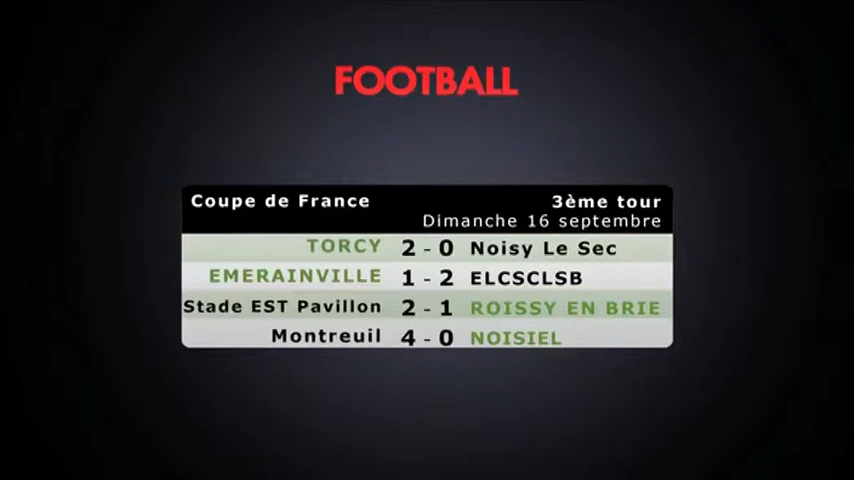 FOOTBALL
Coupe de France 3ème tour
Dimanche 16 septembre
TORCY 2 - 0 Noisy Le Sec
EMERAINVILLE 1 - 2 ELCSCLSB
Stade EST Pavillon 2 - 1 ROISSY EN BRIE
Montreuil 4 - 0 NOISIEL